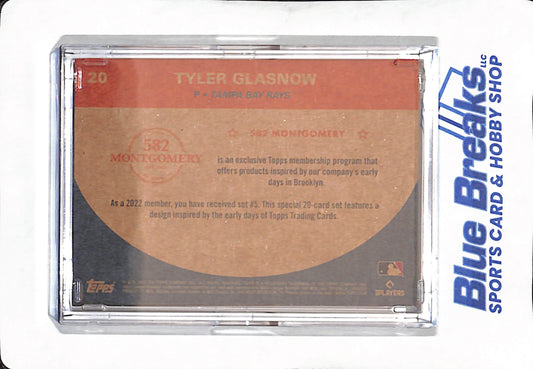 20
TYLER GLASNOW
P • TAMPA BAY RAYS
582
MONTGOMERY
☆ 582 MONTGOMERY ☆
is an exclusive Topps membership program that
offers products inspired by our company's early
days in Brooklyn.
As a 2022 member, you have received set #5. This special 20-card set features a
design inspired by the early days of Topps Trading Cards.
TOPPS
PLAYERS
Blue Breaks LLC
SPORTS CARD & HOBBY SHOP